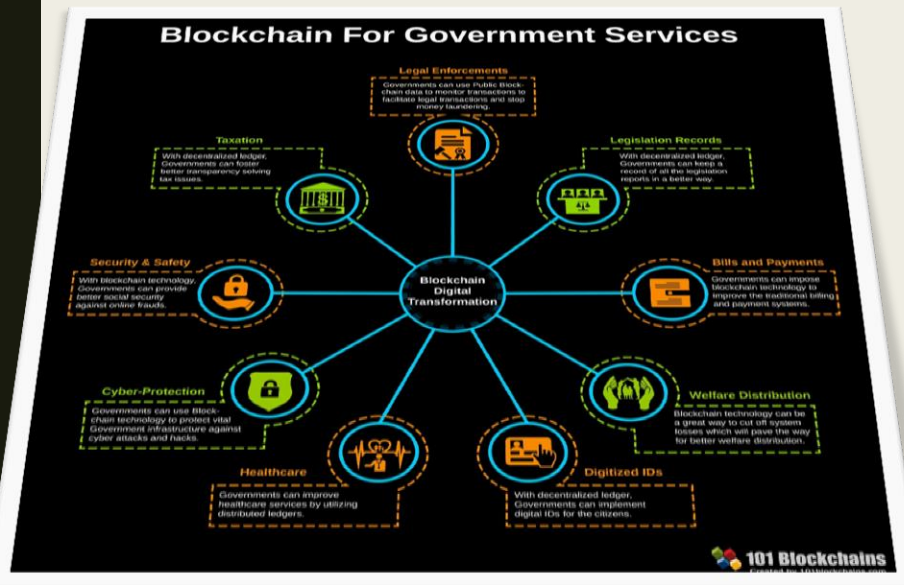 Blockchain For Government Services
Legal Enforcements
Governments can use Public Block-
chain data to monitor transactions to
facilitate legal transactions and stop
money laundering.
Taxation
With decentralized ledger,
Governments can foster
better transparency solving
tax issues.
Legislation Records
With decentralized ledger,
Governments can keep a
record of all the legislation
reports in a better way.
Security & Safety
With blockchain technology,
Governments can provide
better social security
against online frauds.
Blockchain
Digital
Transformation
Bills and Payments
Governments can impose
blockchain technology to
improve the traditional billing
and payment systems.
Cyber-Protection
Governments can use Block-
chain technology to protect vital
Government infrastructure against
cyber attacks and hacks.
Welfare Distribution
Blockchain technology can be
a great way to cut off system
losses which will pave the way
for better welfare distribution.
Healthcare
Governments can improve
healthcare services by utilizing
distributed ledgers.
Digitized IDs
With decentralized ledger,
Governments can implement
digital IDs for the citizens.
101 Blockchains
Created by 101blockchains.com